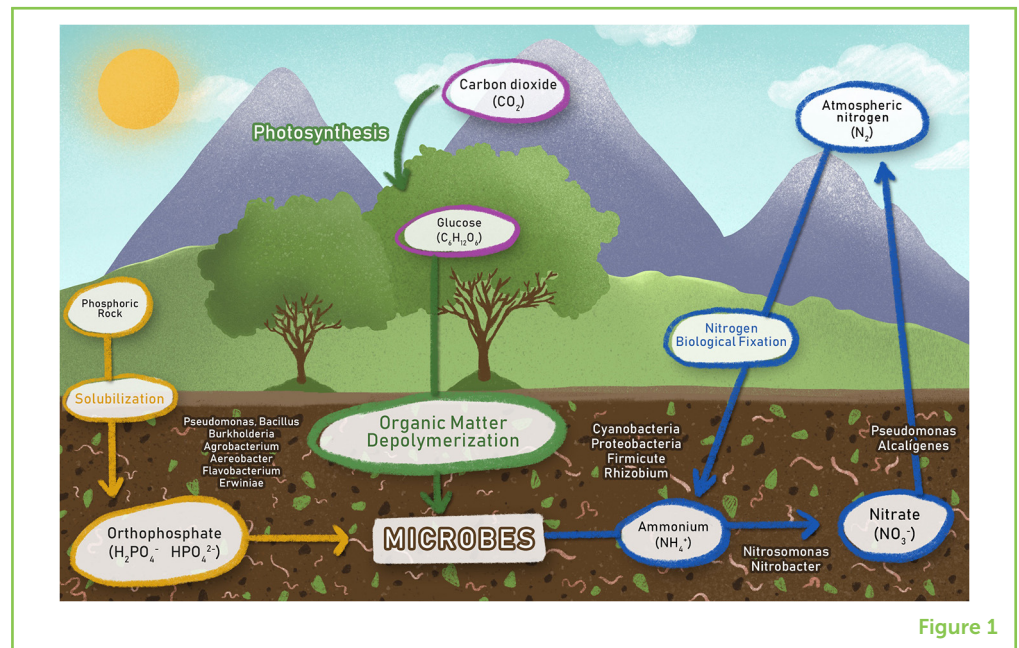 Carbon dioxide
(CO₂)
Photosynthesis
Atmospheric
nitrogen
(N₂)
Glucose
(C₆H₁₂O₆)
Phosphoric
Rock
Nitrogen
Biological Fixation
Solubilization
Pseudomonas, Bacillus
Burkholderia
Agrobacterium
Aereobacter
Flavobacterium
Erwiniae
Organic Matter
Depolymerization
Cyanobacteria
Proteobacteria
Firmicute
Rhizobium
Pseudomonas
Alcaligenes
Orthophosphate
(H₂PO₄⁻ HPO₄²⁻)
MICROBES
Ammonium
(NH₄⁺)
Nitrosomonas
Nitrobacter
Nitrate
(NO₃⁻)
Figure 1